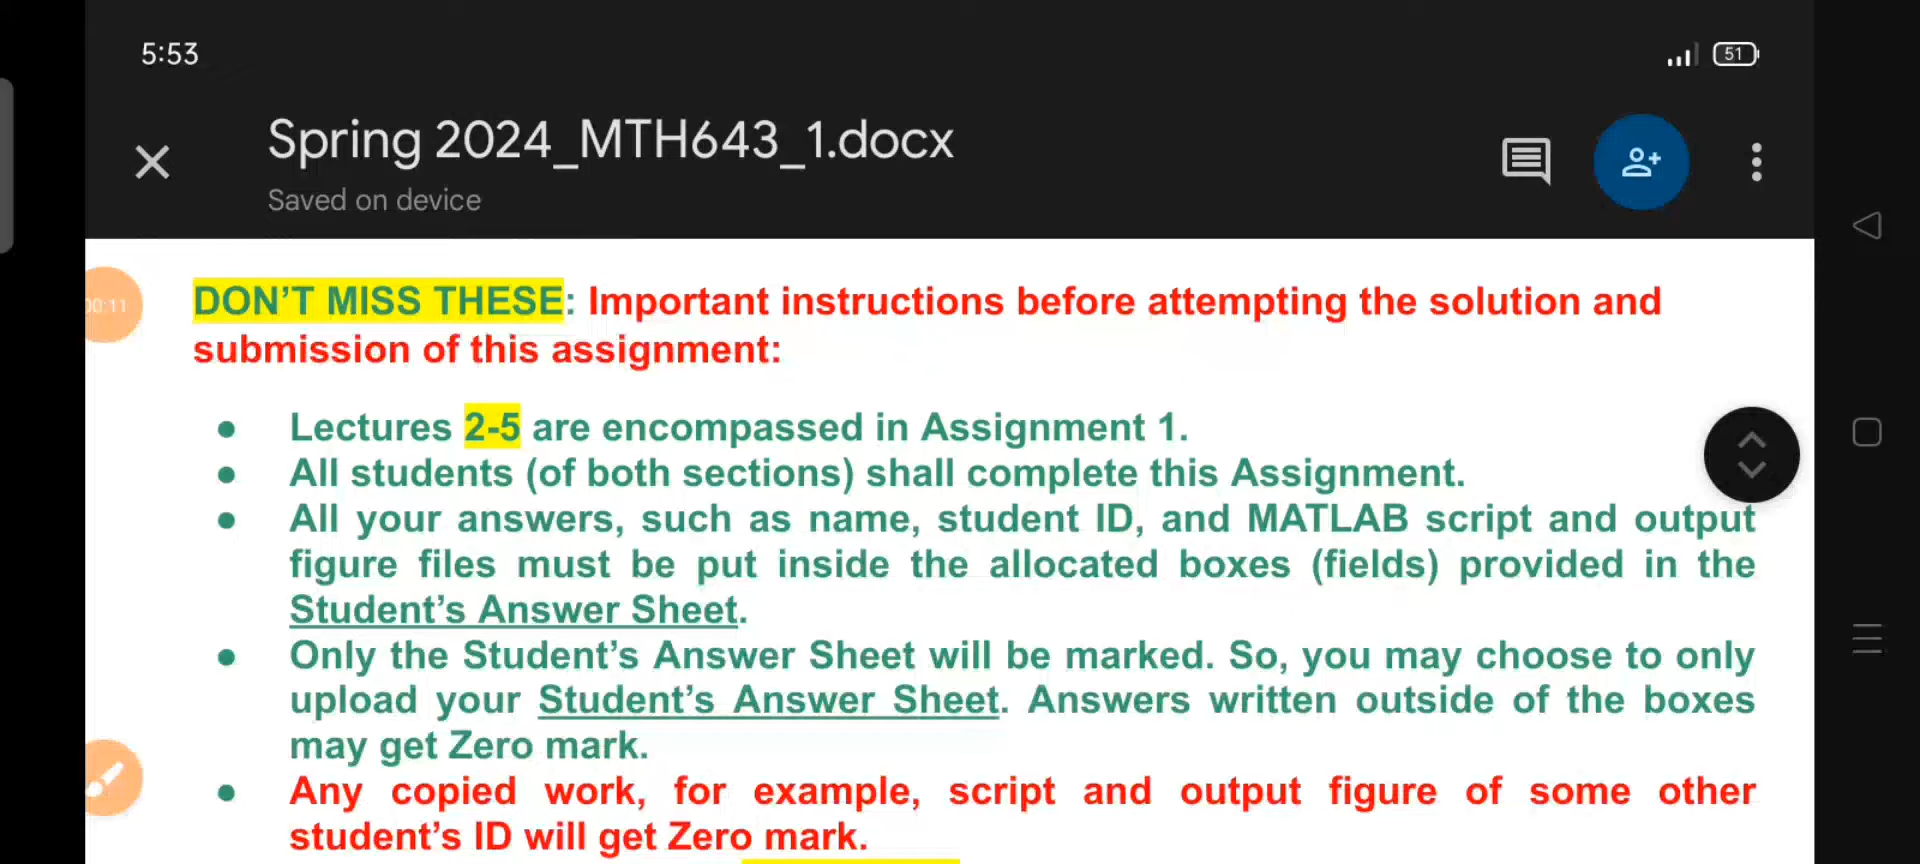 5:53
51
Spring 2024_MTH643_1.docx
Saved on device
00:11
DON’T MISS THESE: Important instructions before attempting the solution and
submission of this assignment:
● Lectures 2-5 are encompassed in Assignment 1.
● All students (of both sections) shall complete this Assignment.
● All your answers, such as name, student ID, and MATLAB script and output
figure files must be put inside the allocated boxes (fields) provided in the
Student’s Answer Sheet.
● Only the Student’s Answer Sheet will be marked. So, you may choose to only
upload your Student’s Answer Sheet. Answers written outside of the boxes
may get Zero mark.
● Any copied work, for example, script and output figure of some other
student’s ID will get Zero mark.